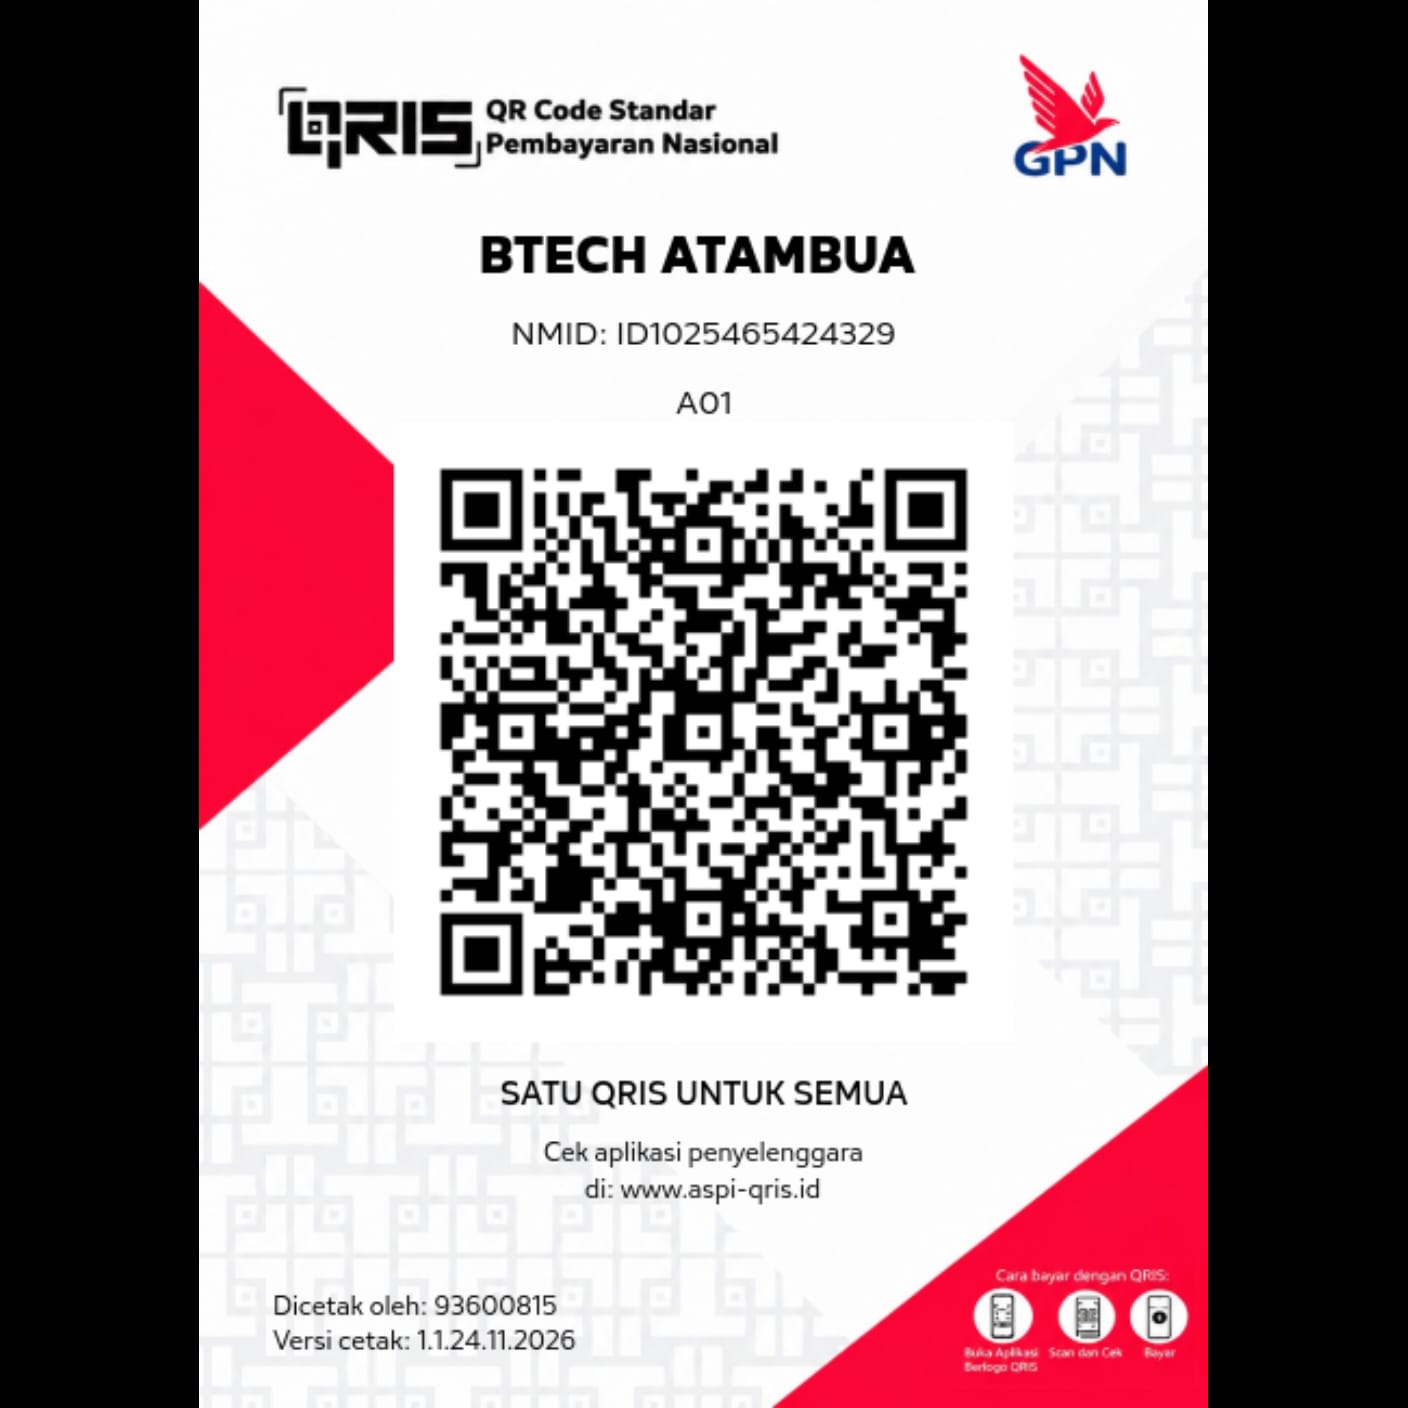 QRIS
QR Code Standar
Pembayaran Nasional
GPN
BTECH ATAMBUA
NMID: ID1025465424329
A01
SATU QRIS UNTUK SEMUA
Cek aplikasi penyelenggara
di: www.aspi-qris.id
Dicetak oleh: 93600815
Versi cetak: 1.1.24.11.2026
Cara bayar dengan QRIS:
Buka Aplikasi
Berlogo QRIS
Scan dan Cek
Bayar